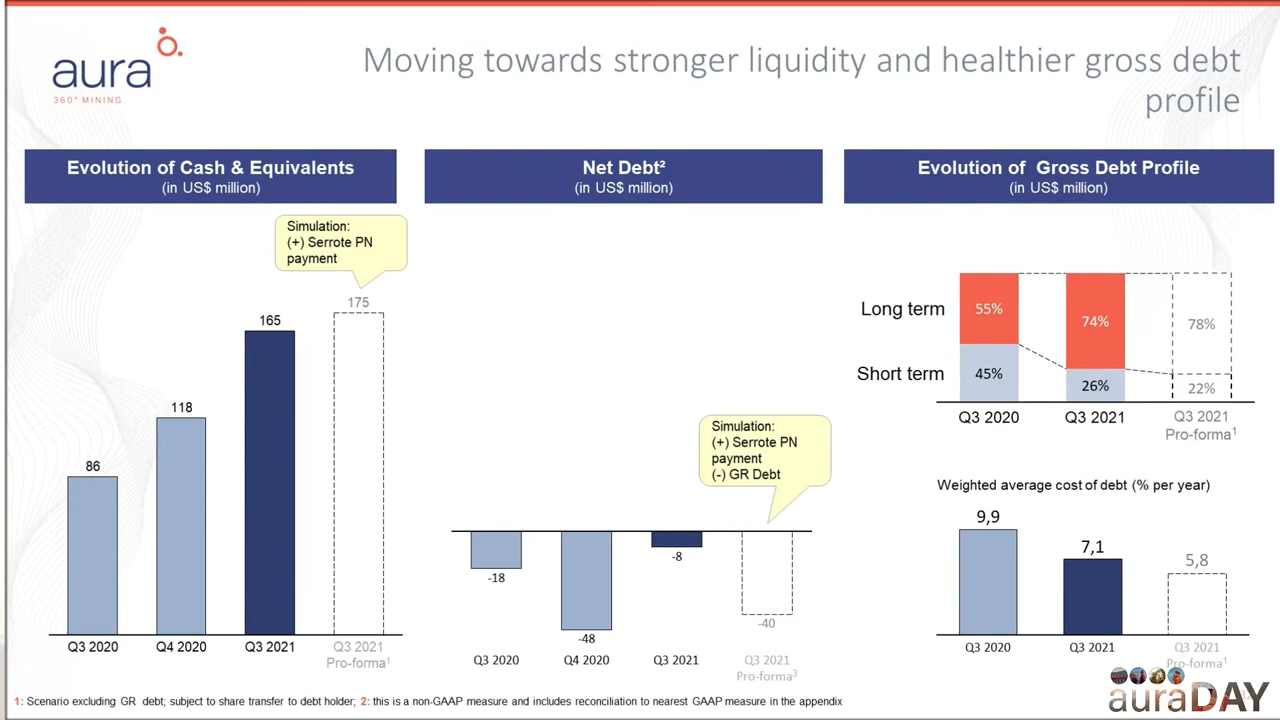 aura
360° MINING
Moving towards stronger liquidity and healthier gross debt
profile
Evolution of Cash & Equivalents
(in US$ million)
Simulation:
(+) Serrote PN
payment
175
165
118
86
Q3 2020
Q4 2020
Q3 2021
Q3 2021
Pro-forma¹
Net Debt²
(in US$ million)
Simulation:
(+) Serrote PN
payment
(-) GR Debt
-18
-48
-8
-40
Q3 2020
Q4 2020
Q3 2021
Q3 2021
Pro-forma³
Evolution of Gross Debt Profile
(in US$ million)
Long term
55%
74%
78%
Short term
45%
26%
22%
Q3 2020
Q3 2021
Q3 2021
Pro-forma¹
Weighted average cost of debt (% per year)
9,9
7,1
5,8
Q3 2020
Q3 2021
Q3 2021
Pro-forma¹
1: Scenario excluding GR debt; subject to share transfer to debt holder; 2: this is a non-GAAP measure and includes reconciliation to nearest GAAP measure in the appendix
auraDAY